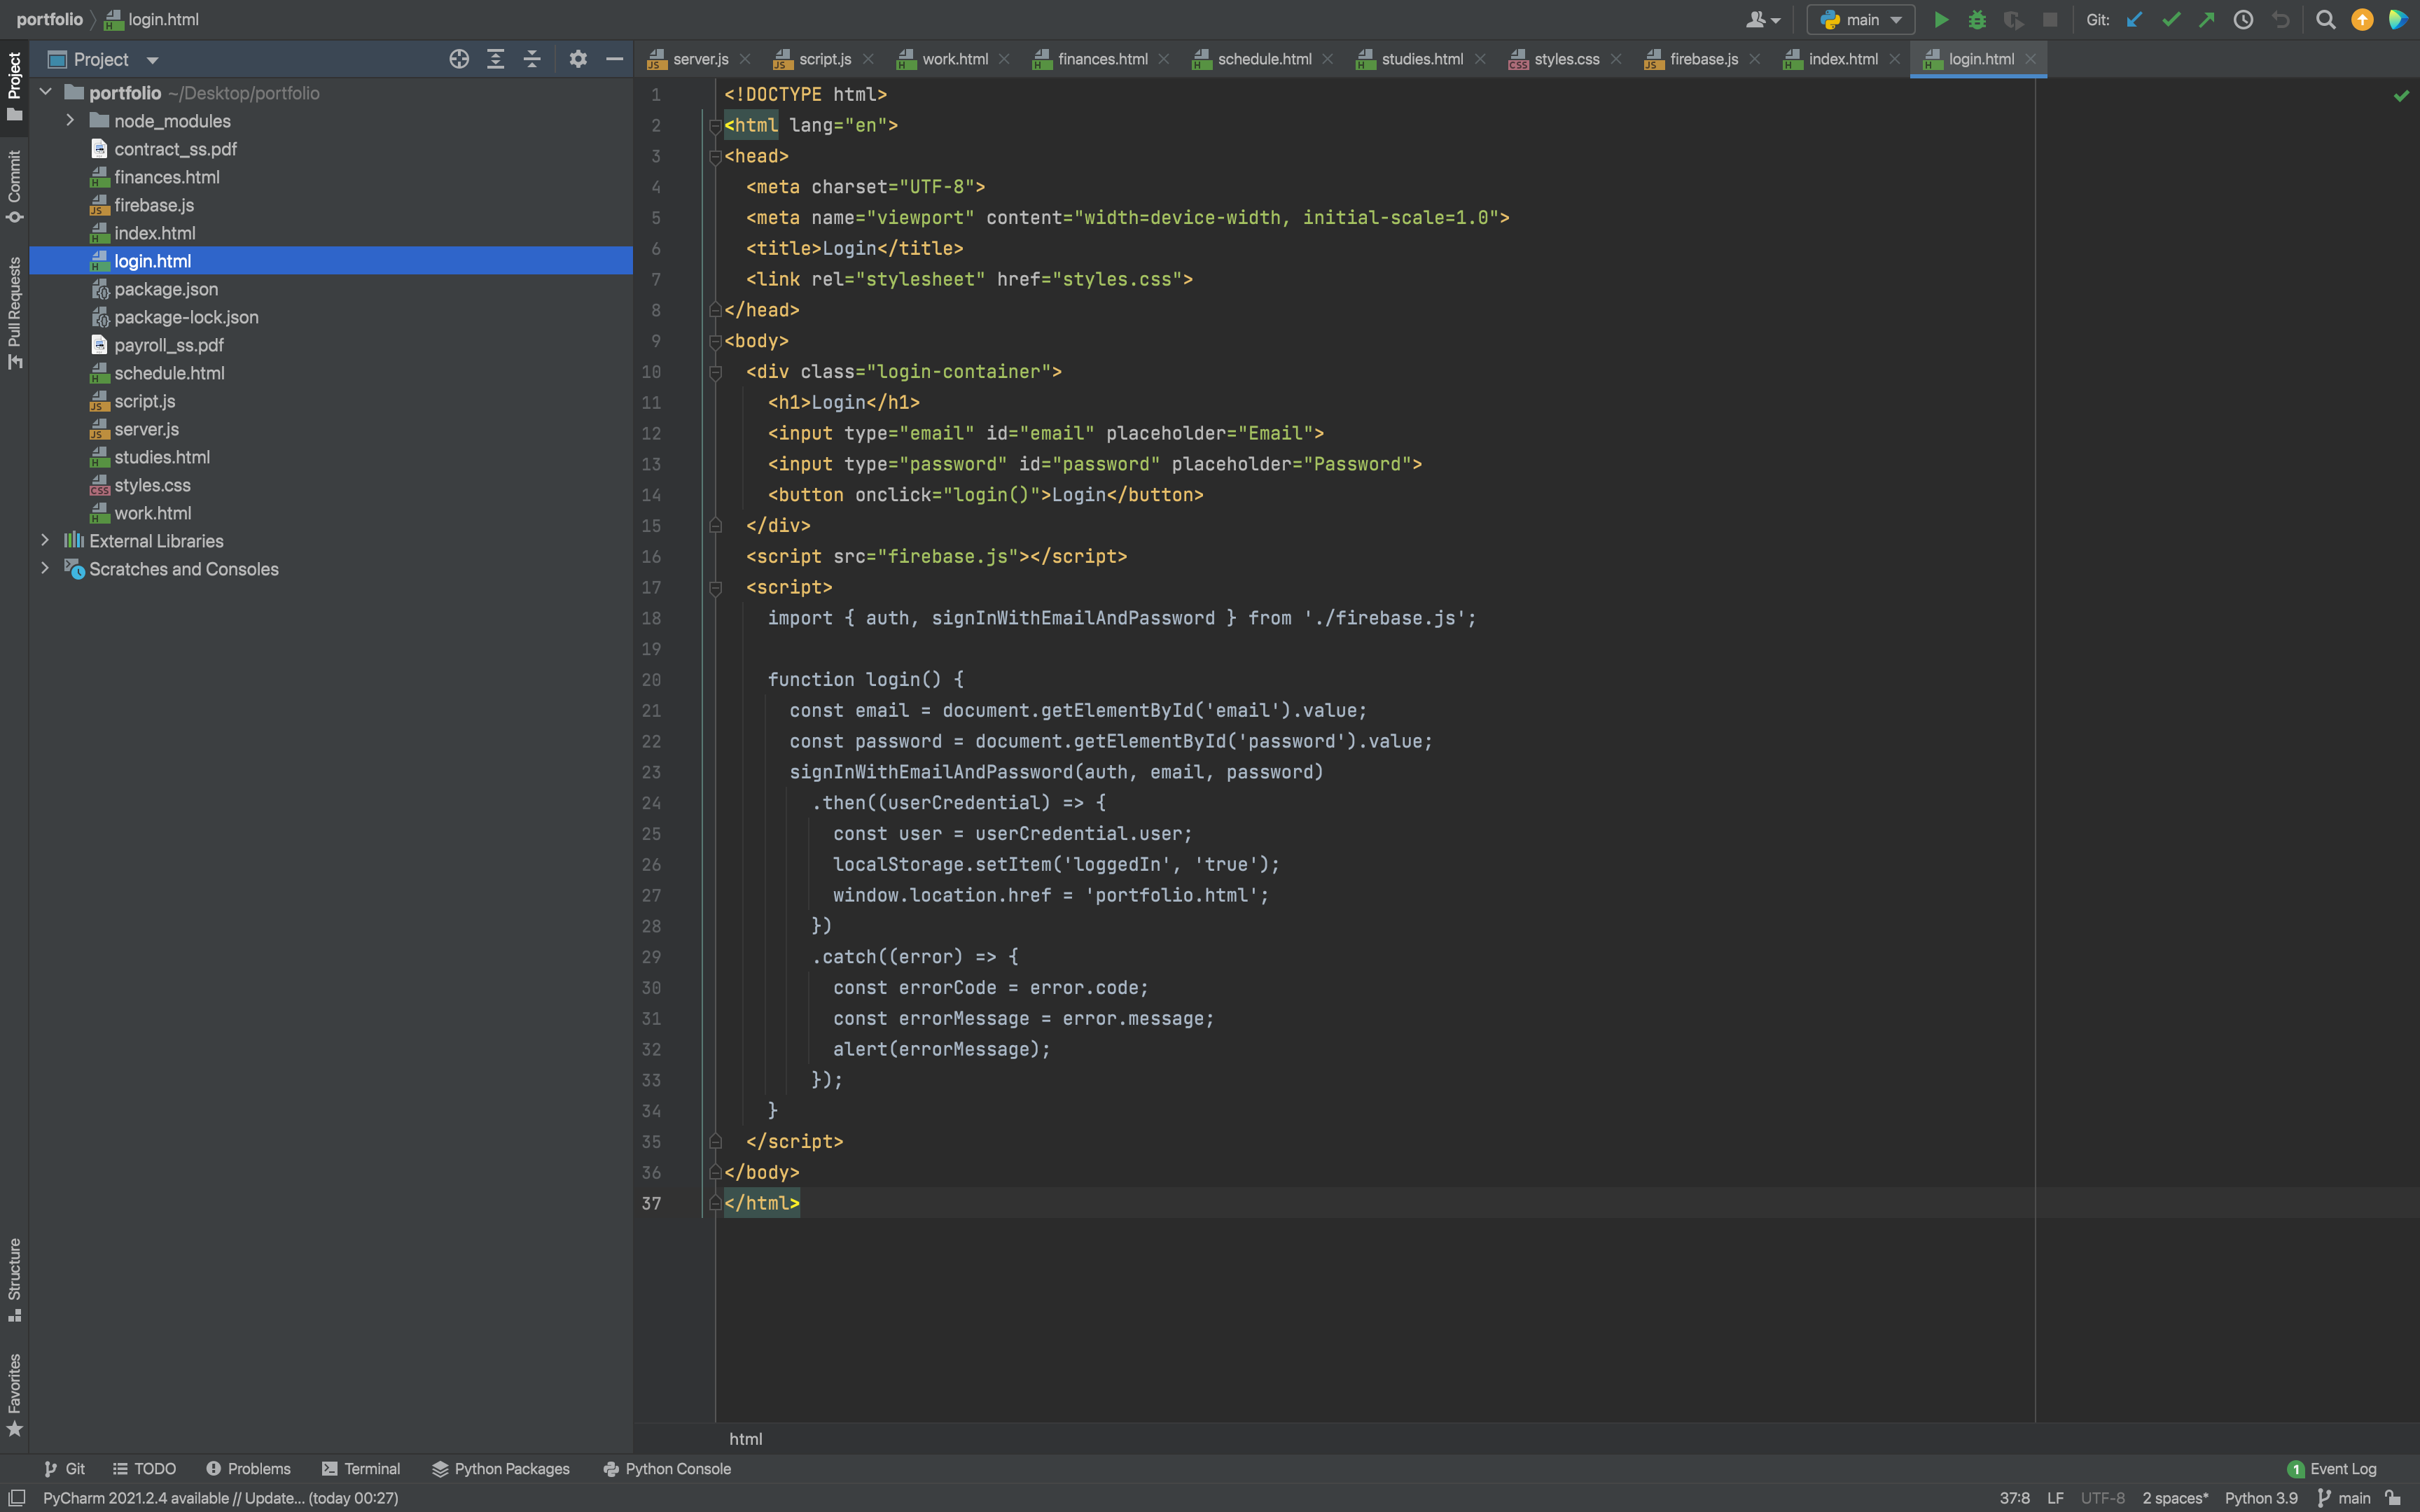 portfolio login.html
main
Git:
Project
server.js script.js work.html finances.html schedule.html studies.html styles.css firebase.js index.html login.html
Project
Commit
Pull Requests
Structure
Favorites
portfolio ~/Desktop/portfolio
node_modules
contract_ss.pdf
finances.html
firebase.js
index.html
login.html
package.json
package-lock.json
payroll_ss.pdf
schedule.html
script.js
server.js
studies.html
styles.css
work.html
External Libraries
Scratches and Consoles
1 <!DOCTYPE html>
2 <html lang="en">
3 <head>
4 <meta charset="UTF-8">
5 <meta name="viewport" content="width=device-width, initial-scale=1.0">
6 <title>Login</title>
7 <link rel="stylesheet" href="styles.css">
8 </head>
9 <body>
10 <div class="login-container">
11 <h1>Login</h1>
12 <input type="email" id="email" placeholder="Email">
13 <input type="password" id="password" placeholder="Password">
14 <button onclick="login()">Login</button>
15 </div>
16 <script src="firebase.js"></script>
17 <script>
18 import { auth, signInWithEmailAndPassword } from './firebase.js';
19
20 function login() {
21 const email = document.getElementById('email').value;
22 const password = document.getElementById('password').value;
23 signInWithEmailAndPassword(auth, email, password)
24 .then((userCredential) => {
25 const user = userCredential.user;
26 localStorage.setItem('loggedIn', 'true');
27 window.location.href = 'portfolio.html';
28 })
29 .catch((error) => {
30 const errorCode = error.code;
31 const errorMessage = error.message;
32 alert(errorMessage);
33 });
34 }
35 </script>
36 </body>
37 </html>
html
Git TODO Problems Terminal Python Packages Python Console 1 Event Log
PyCharm 2021.2.4 available // Update... (today 00:27) 37:8 LF UTF-8 2 spaces* Python 3.9 main